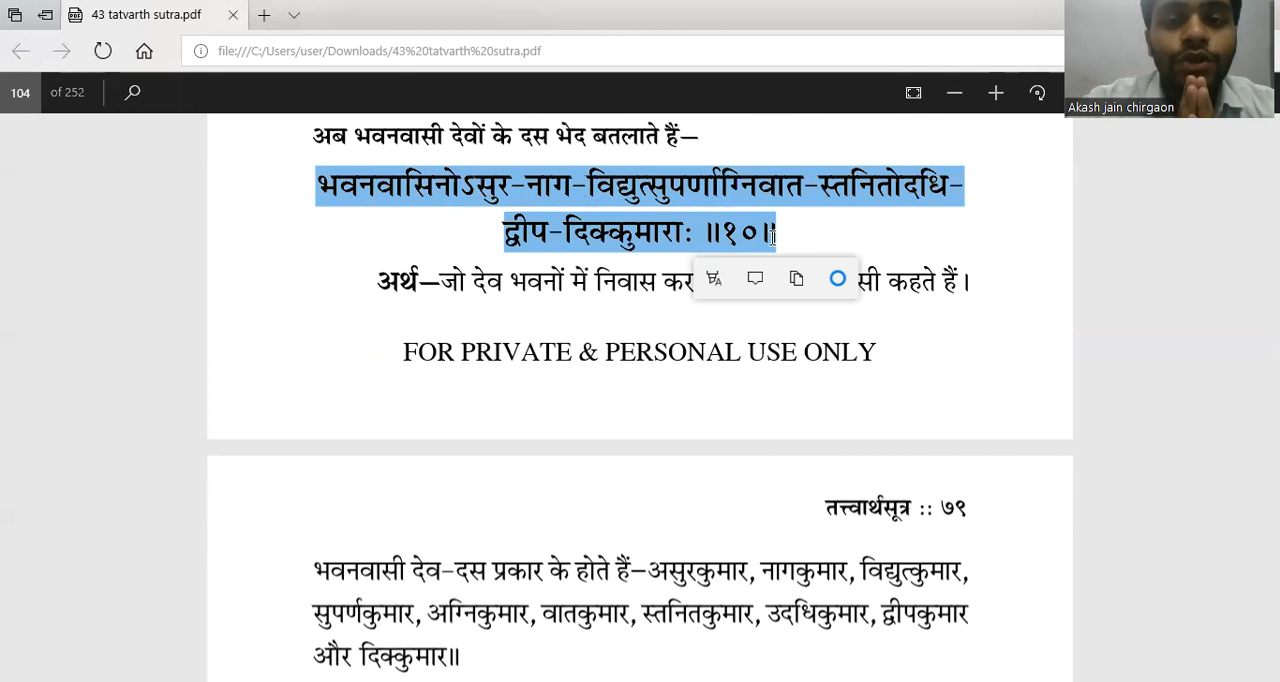 43 tatvarth sutra.pdf
file:///C:/Users/user/Downloads/43%20tatvarth%20sutra.pdf
104 of 252
Akash jain chirgaon
अब भवनवासी देवों के दस भेद बतलाते हैं—
भवनवासिनोऽसुर-नाग-विद्युत्सुपर्णाग्निवात-स्तनितोदधि-
द्वीप-दिक्कुमाराः ॥१०॥
अर्थ—जो देव भवनों में निवास कर सी कहते हैं।
FOR PRIVATE & PERSONAL USE ONLY
तत्त्वार्थसूत्र :: ७९
भवनवासी देव-दस प्रकार के होते हैं—असुरकुमार, नागकुमार, विद्युत्कुमार,
सुपर्णकुमार, अग्निकुमार, वातकुमार, स्तनितकुमार, उदधिकुमार, द्वीपकुमार
और दिक्कुमार॥